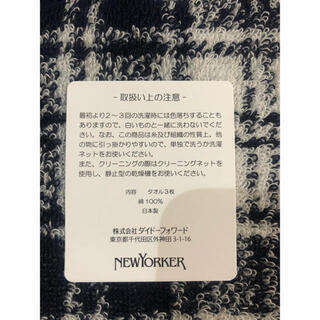 - 取扱い上の注意 -
最初より2~3回の洗濯時には色落ちすることも
ありますので、白いものと一緒に洗わないでくだ
さい。なお、この商品は糸及び組織の性質上、他
の物に引っ掛かりやすいので、単独で洗うか洗濯
ネットをお使いください。
また、クリーニングの際はクリーニングネットを
使用し、静止型の乾燥機をお使いください。
内容 タオル3枚
綿 100%
日本製
株式会社ダイドーフォワード
東京都千代田区外神田 3-1-16
NEWYORKER